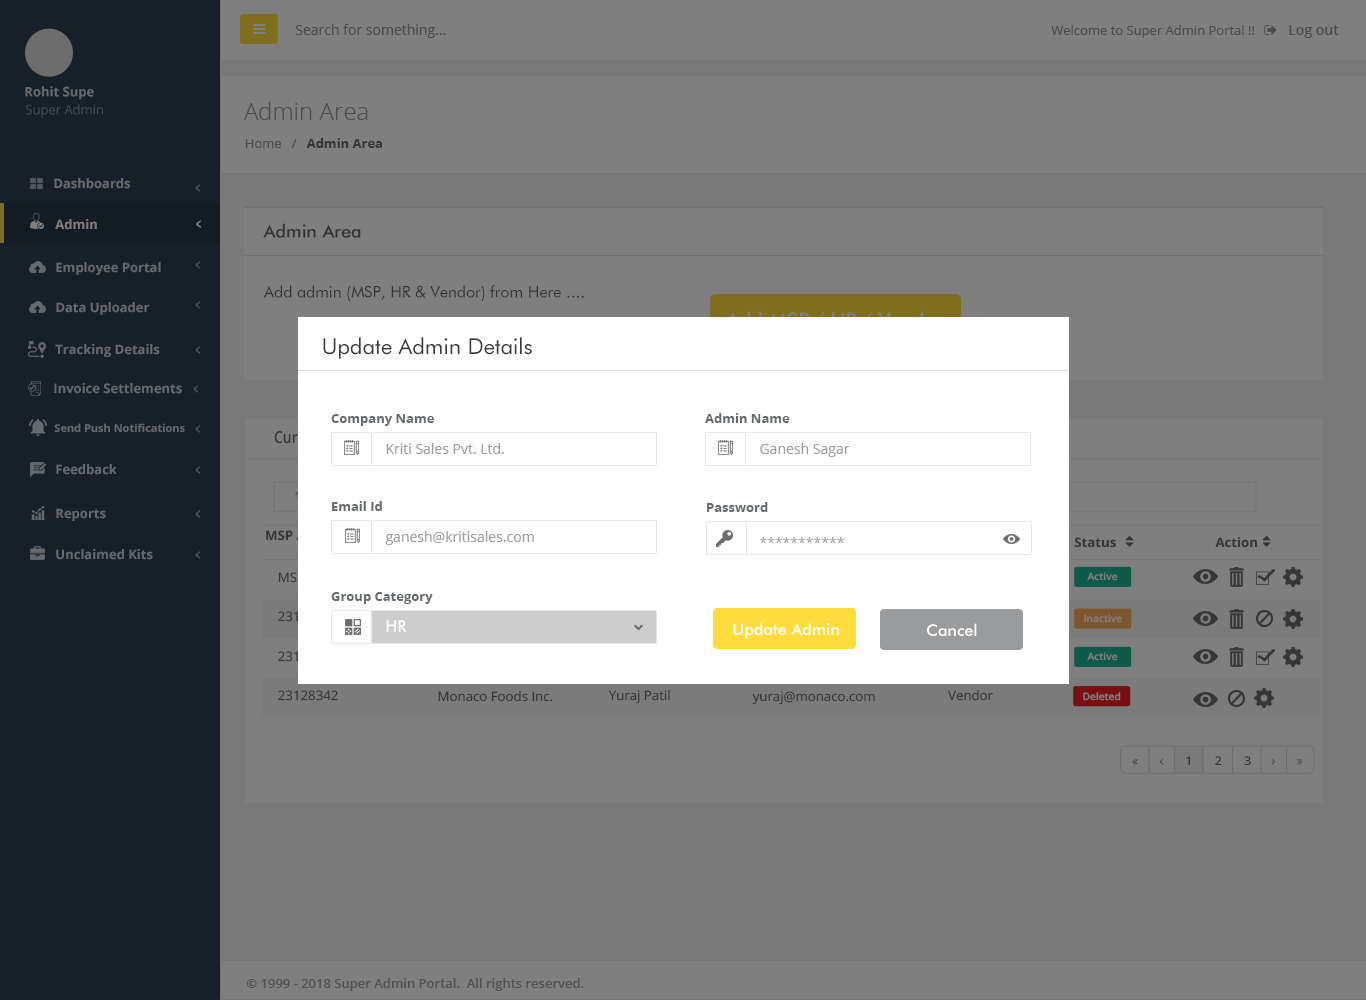 Rohit Supe
Super Admin
Dashboards
Admin
Employee Portal
Data Uploader
Tracking Details
Invoice Settlements
Send Push Notifications
Feedback
Reports
Unclaimed Kits
Search for something...
Welcome to Super Admin Portal !!
Log out
Admin Area
Home / Admin Area
Admin Area
Add admin (MSP, HR & Vendor) from Here ....
Update Admin Details
Company Name
Kriti Sales Pvt. Ltd.
Admin Name
Ganesh Sagar
Email Id
ganesh@kritisales.com
Password
***********
Group Category
HR
Update Admin
Cancel
MSP
Status
Action
Active
Inactive
Active
23128342 Monaco Foods Inc. Yuraj Patil yuraj@monaco.com Vendor Deleted
« ‹ 1 2 3 › »
© 1999 - 2018 Super Admin Portal. All rights reserved.